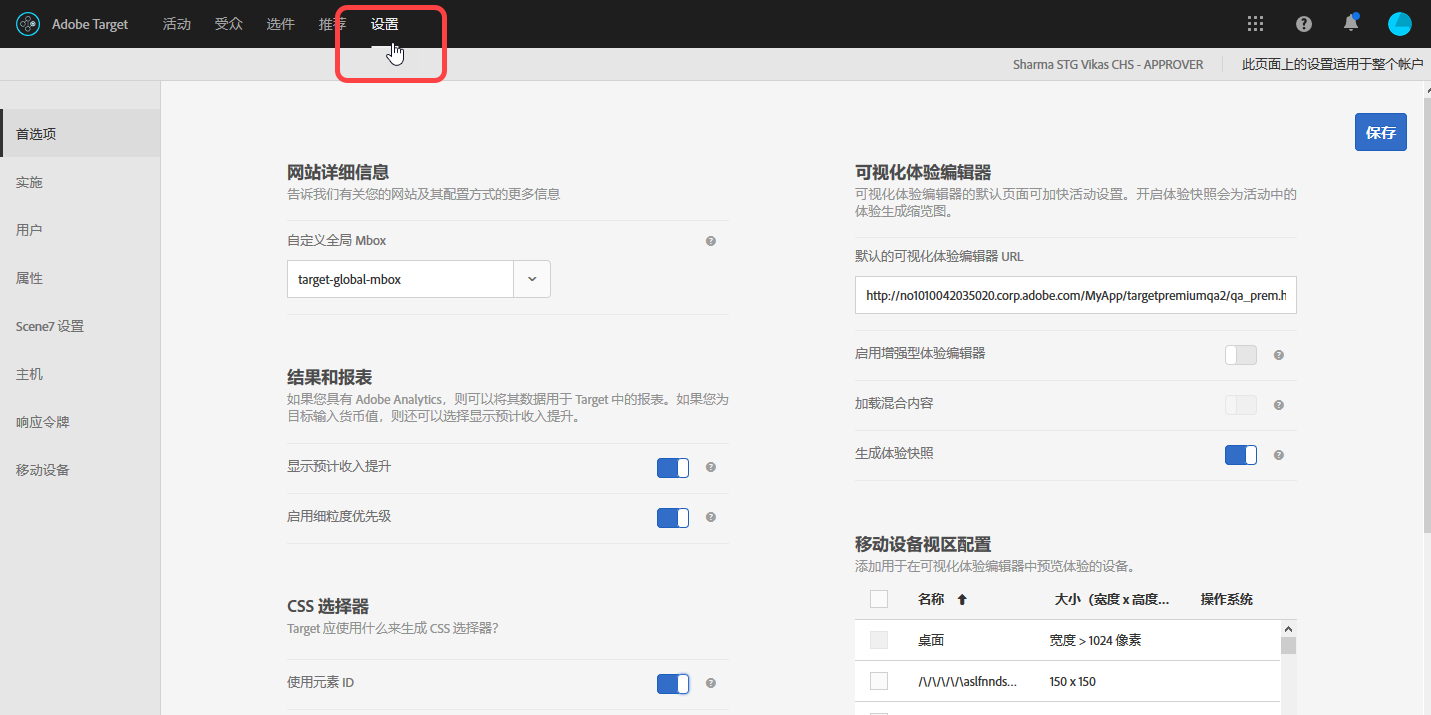 Adobe Target
活动
受众
选件
推荐
设置
Sharma STG Vikas CHS - APPROVER
此页面上的设置适用于整个帐户
首选项
实施
用户
属性
Scene7 设置
主机
响应令牌
移动设备
保存
网站详细信息
告诉我们有关您的网站及其配置方式的更多信息
自定义全局 Mbox
target-global-mbox
结果和报表
如果您具有 Adobe Analytics，则可以将其数据用于 Target 中的报表。如果您为
目标输入货币值，则还可以选择显示预计收入提升。
显示预计收入提升
启用细粒度优先级
CSS 选择器
Target 应使用什么来生成 CSS 选择器？
使用元素 ID
可视化体验编辑器
可视化体验编辑器的默认页面可加快活动设置。开启体验快照会为活动中的
体验生成缩览图。
默认的可视化体验编辑器 URL
http://no1010042035020.corp.adobe.com/MyApp/targetpremiumqa2/qa_prem.h
启用增强型体验编辑器
加载混合内容
生成体验快照
移动设备视区配置
添加用于在可视化体验编辑器中预览体验的设备。
名称 大小（宽度 x 高度... 操作系统
桌面 宽度 > 1024 像素
/\/\/\/\/\aslfnnds... 150 x 150